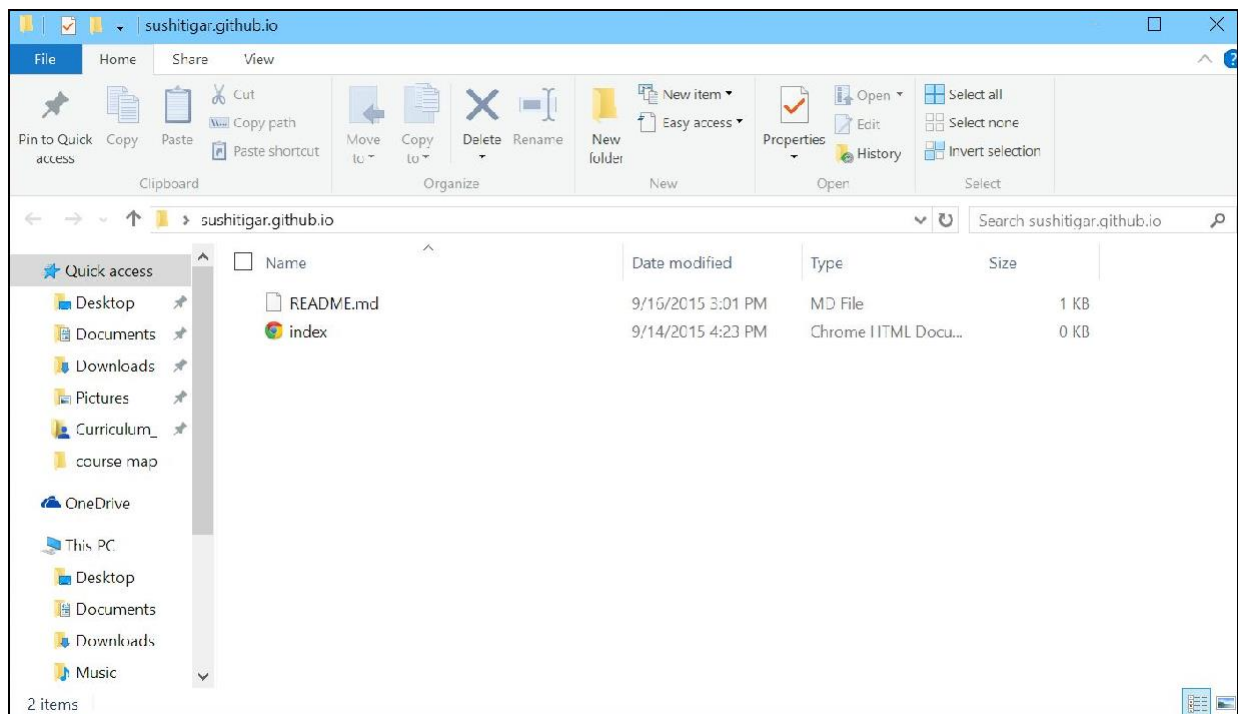 sushitigar.github.io
File Home Share View
Pin to Quick access
Copy
Paste
Cut
Copy path
Paste shortcut
Clipboard
Move to
Copy to
Delete
Rename
Organize
New folder
New item
Easy access
New
Properties
Open
Edit
History
Open
Select all
Select none
Invert selection
Select
sushitigar.github.io
Search sushitigar.github.io
Name Date modified Type Size
README.md 9/16/2015 3:01 PM MD File 1 KB
index 9/14/2015 4:23 PM Chrome HTML Docu... 0 KB
Quick access
Desktop
Documents
Downloads
Pictures
Curriculum_
course map
OneDrive
This PC
Desktop
Documents
Downloads
Music
2 items